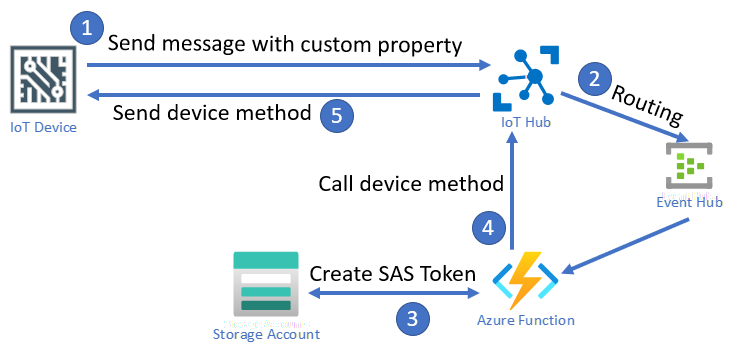 1
Send message with custom property
IoT Device
Send device method
5
IoT Hub
2
Routing
Event Hub
Call device method
4
Create SAS Token
3
Storage Account
Azure Function